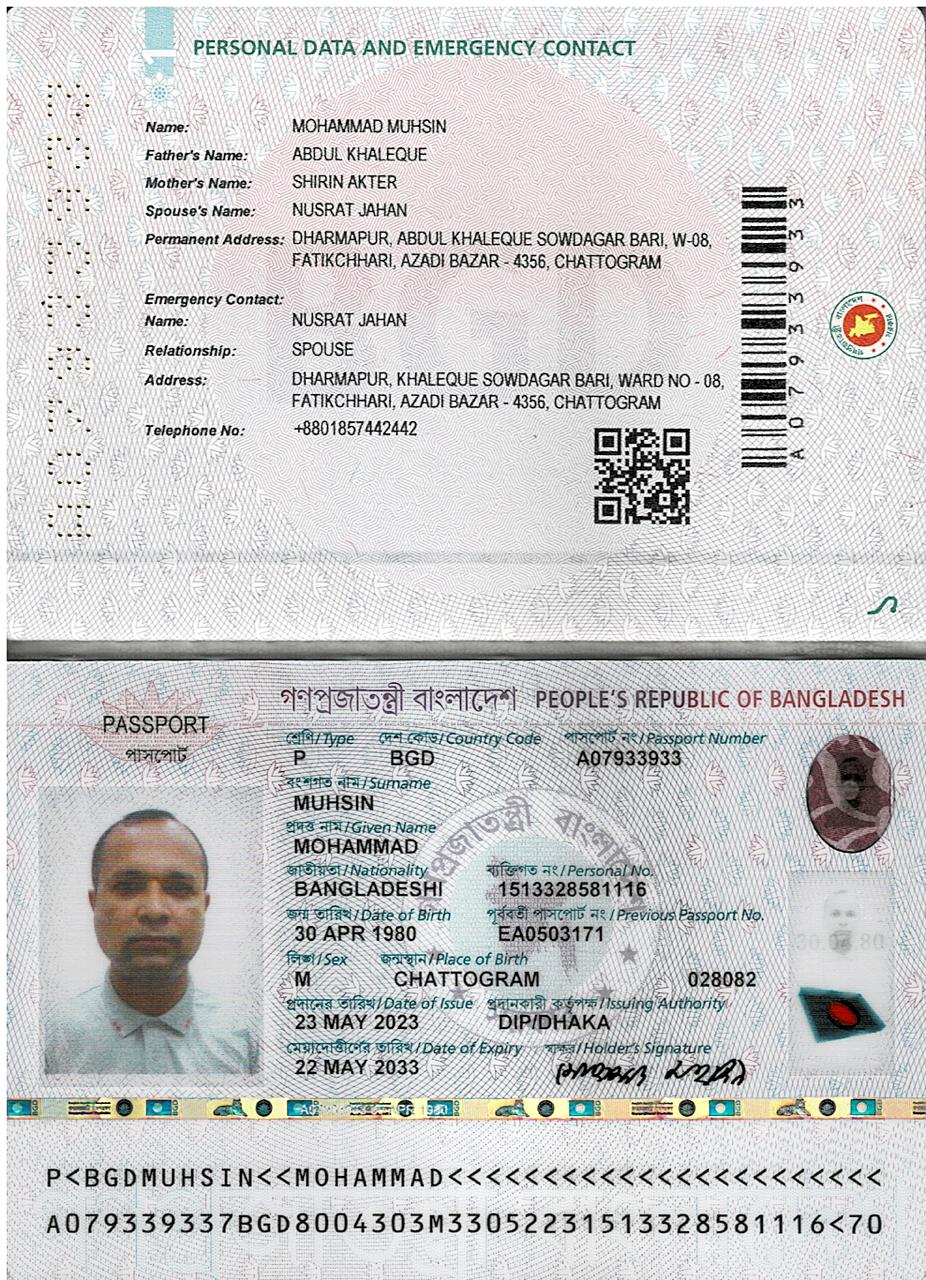 1
PERSONAL DATA AND EMERGENCY CONTACT
Name: MOHAMMAD MUHSIN
Father's Name: ABDUL KHALEQUE
Mother's Name: SHIRIN AKTER
Spouse's Name: NUSRAT JAHAN
Permanent Address: DHARMAPUR, ABDUL KHALEQUE SOWDAGAR BARI, W-08,
FATIKCHHARI, AZADI BAZAR - 4356, CHATTOGRAM
Emergency Contact:
Name: NUSRAT JAHAN
Relationship: SPOUSE
Address: DHARMAPUR, KHALEQUE SOWDAGAR BARI, WARD NO - 08,
FATIKCHHARI, AZADI BAZAR - 4356, CHATTOGRAM
Telephone No: +8801857442442
A07933933
A07933933
গণপ্রজাতন্ত্রী বাংলাদেশ PEOPLE'S REPUBLIC OF BANGLADESH
PASSPORT
পাসপোর্ট
শ্রেণি/Type দেশ কোড/Country Code পাসপোর্ট নং/Passport Number
P BGD A07933933
বংশগত নাম/Surname
MUHSIN
প্রদত্ত নাম/Given Name
MOHAMMAD
জাতীয়তা/Nationality ব্যক্তিগত নং/Personal No.
BANGLADESHI 1513328581116
জন্ম তারিখ/Date of Birth পূর্ববর্তী পাসপোর্ট নং/Previous Passport No.
30 APR 1980 EA0503171
লিঙ্গ/Sex জন্মস্থান/Place of Birth
M CHATTOGRAM 028082
প্রদানের তারিখ/Date of Issue প্রদানকারী কর্তৃপক্ষ/Issuing Authority
23 MAY 2023 DIP/DHAKA
মেয়াদোত্তীর্ণের তারিখ/Date of Expiry স্বাক্ষর/Holder's Signature
22 MAY 2033
P<BGDMUHSIN<<MOHAMMAD<<<<<<<<<<<<<<<<<<<<<<<
A079339337BGD8004303M33052231513328581116<70